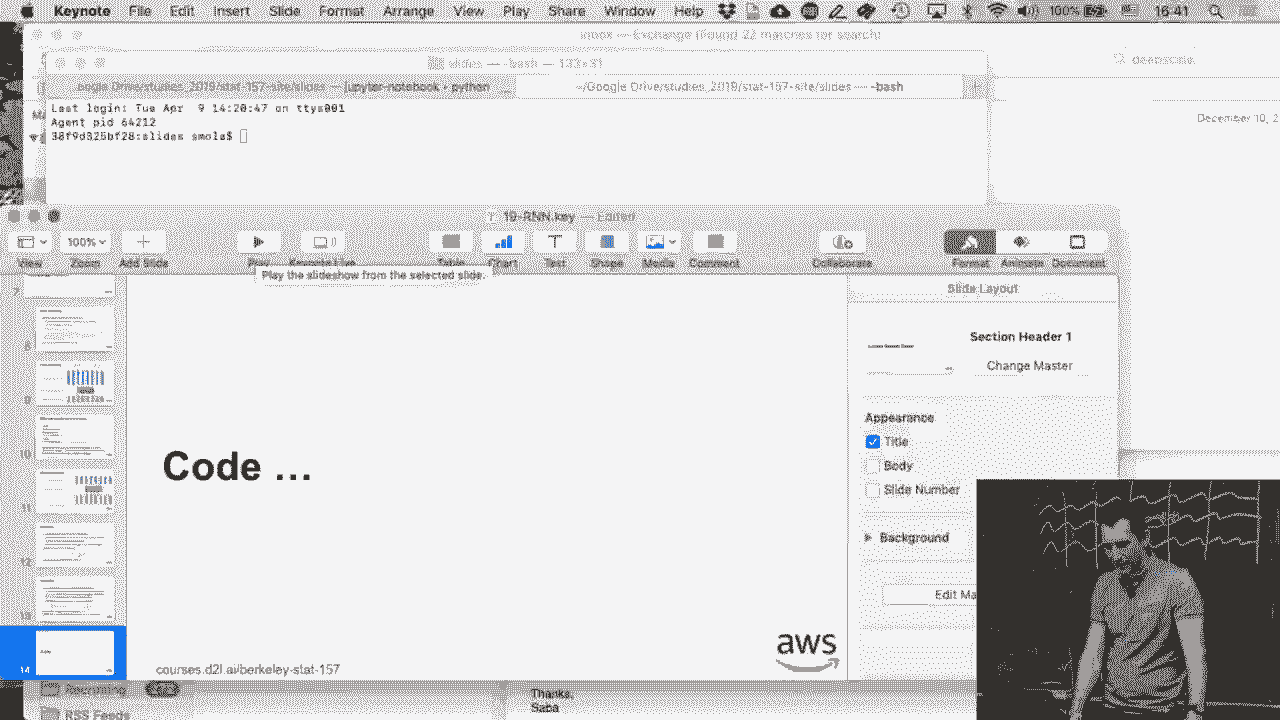 Keynote File Edit Insert Slide Format Arrange View Play Share Window Help 100% 16:41
Inbox — Exchange (Found 22 matches for search)
slides — -bash — 133×31
Google Drive/studies_2019/stat-157-site/slides — jupyter-notebook • python
~/Google Drive/studies_2019/stat-157-site/slides — -bash
Last login: Tue Apr 9 14:20:47 on ttys001
Agent pid 64212
38f9d325bf28:slides smola$
December 10, 2
19-RNN.key — Edited
100%
View Zoom Add Slide Play Keynote Live Table Chart Text Shape Media Comment Collaborate Format Animate Document
Play the slideshow from the selected slide.
Slide Layout
Section Header 1
Change Master
Appearance
Title
Body
Slide Number
Background
Edit Ma
Code ...
9
10
11
12
13
14
courses.d2l.ai/berkeley-stat-157
aws
RSS Feeds
Thanks,
Saba